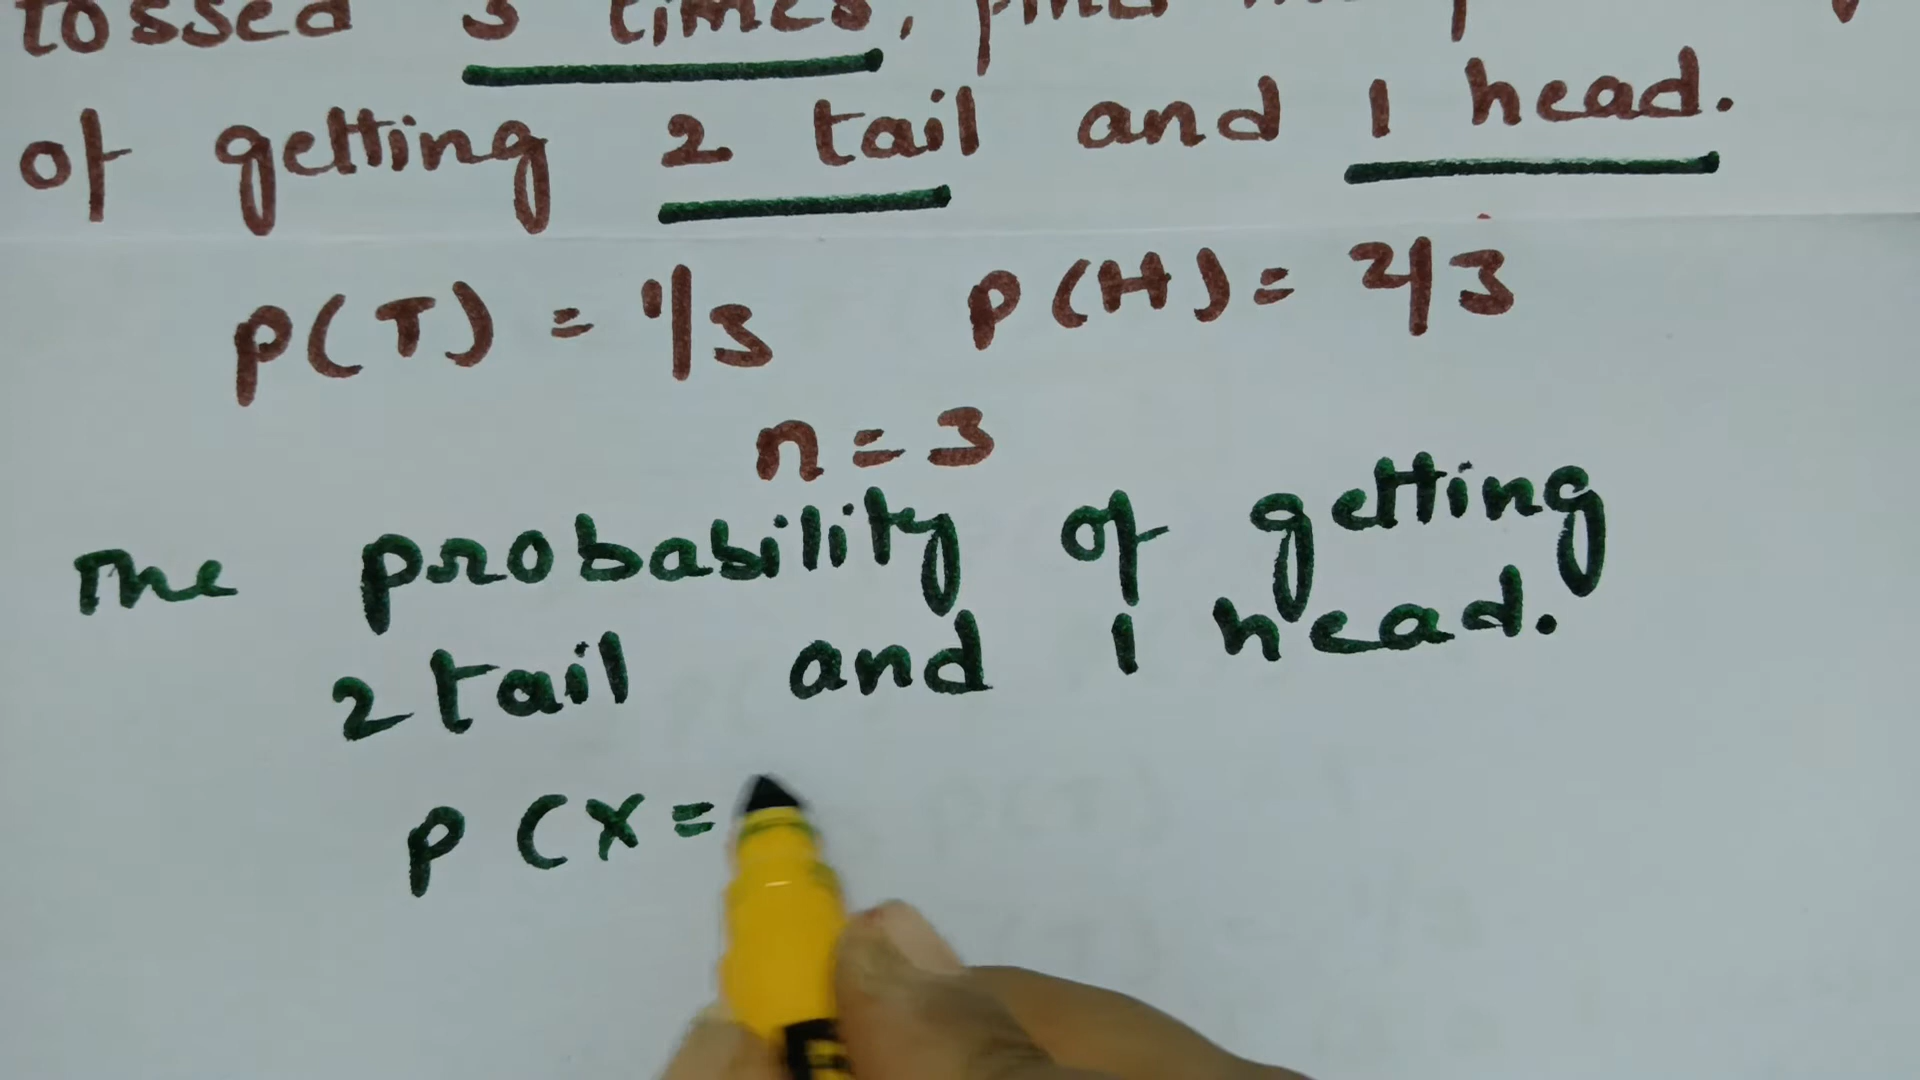 tossed 3 times, find
of getting 2 tail and 1 head.
P(T) = 1/3 P(H) = 2/3
n = 3
The probability of getting
2 tail and 1 head.
P(X=